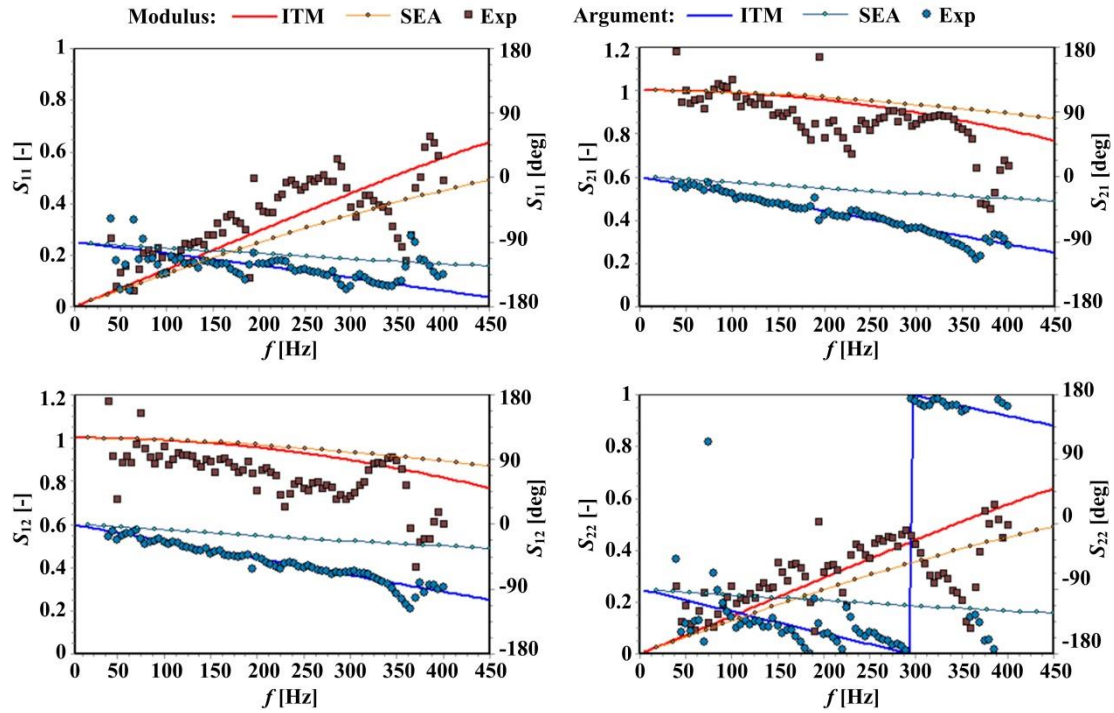 Modulus: ITM SEA Exp Argument: ITM SEA Exp
1 0.8 0.6 0.4 0.2 0
S11 [-]
180 90 0 -90 -180
S11 [deg]
0 50 100 150 200 250 300 350 400 450
f [Hz]
1.2 1 0.8 0.6 0.4 0.2 0
S21 [-]
180 90 0 -90 -180
S21 [deg]
0 50 100 150 200 250 300 350 400 450
f [Hz]
1.2 1 0.8 0.6 0.4 0.2 0
S12 [-]
180 90 0 -90 -180
S12 [deg]
0 50 100 150 200 250 300 350 400 450
f [Hz]
1 0.8 0.6 0.4 0.2 0
S22 [-]
180 90 0 -90 -180
S22 [deg]
0 50 100 150 200 250 300 350 400 450
f [Hz]